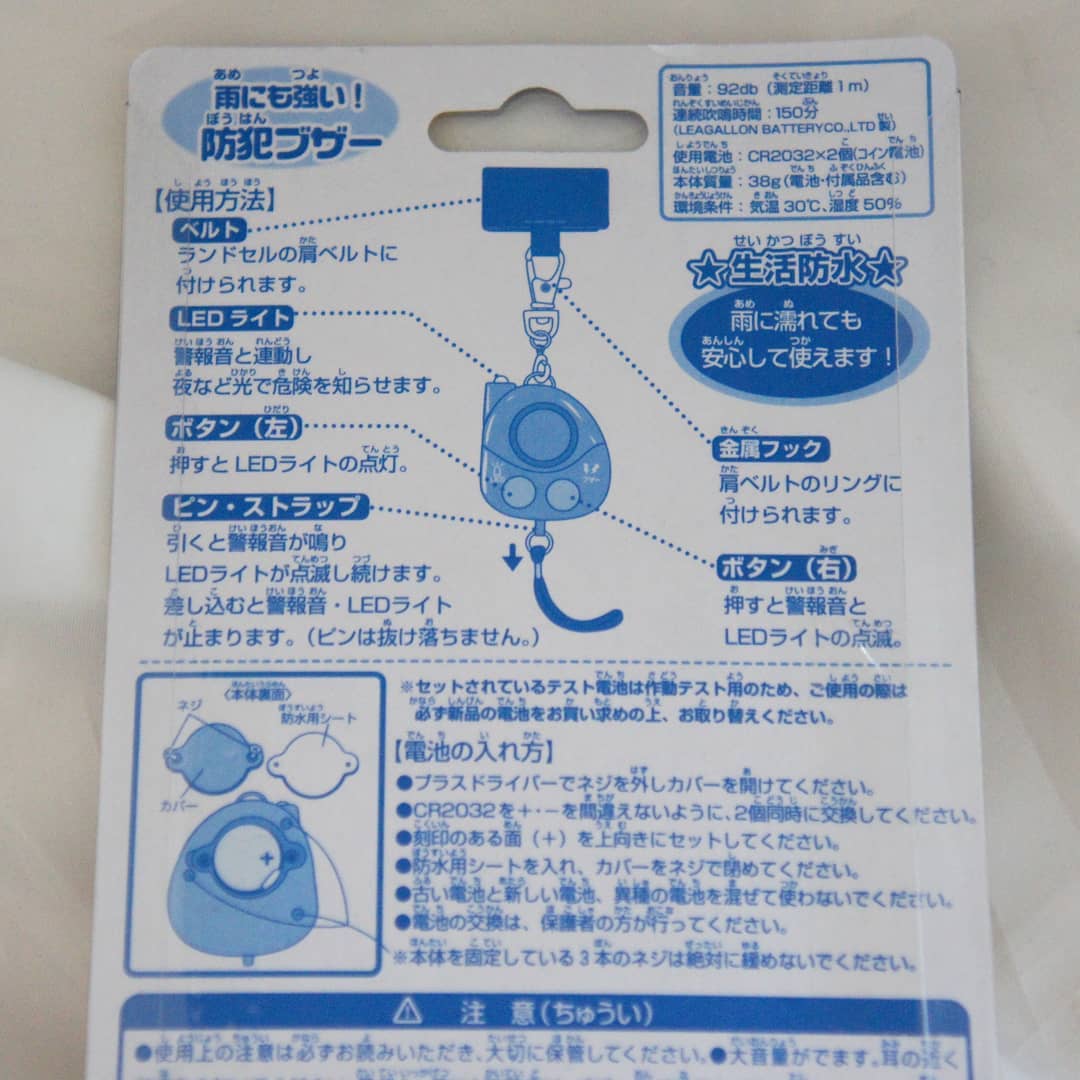 雨にも強い！
防犯ブザー
音量：92db（測定距離1m）
連続吹鳴時間：150分
(LEAGALLON BATTERYCO.,LTD製)
使用電池：CR2032×2個(コイン電池)
本体質量：38g(電池・付属品含む)
環境条件：気温30℃、湿度50%
【使用方法】
ベルト
ランドセルの肩ベルトに
付けられます。
LEDライト
警報音と連動し
夜など光で危険を知らせます。
ボタン（左）
押すとLEDライトの点灯。
ピン・ストラップ
引くと警報音が鳴り
LEDライトが点滅し続けます。
差し込むと警報音・LEDライト
が止まります。（ピンは抜け落ちません。）
★生活防水★
雨に濡れても
安心して使えます！
金属フック
肩ベルトのリングに
付けられます。
ボタン（右）
押すと警報音と
LEDライトの点滅。
ブザー
〈本体裏面〉
ネジ
防水用シート
カバー
※セットされているテスト電池は作動テスト用のため、ご使用の際は
必ず新品の電池をお買い求めの上、お取り替えください。
【電池の入れ方】
●プラスドライバーでネジを外しカバーを開けてください。
●CR2032を＋・－を間違えないように、2個同時に交換してください。
●刻印のある面（＋）を上向きにセットしてください。
●防水用シートを入れ、カバーをネジで閉めてください。
●古い電池と新しい電池、異種の電池を混ぜて使わないでください。
●電池の交換は、保護者の方が行ってください。
※本体を固定している3本のネジは絶対に緩めないでください。
⚠ 注意（ちゅうい）
●使用上の注意は必ずお読みいただき、大切に保管してください。●大音量がでます。耳の近く